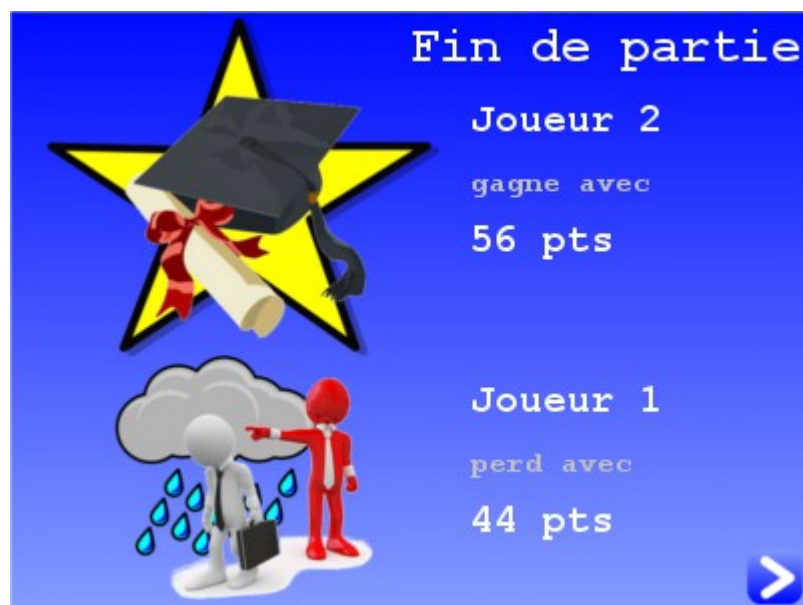 Fin de partie
Joueur 2
gagne avec
56 pts
Joueur 1
perd avec
44 pts